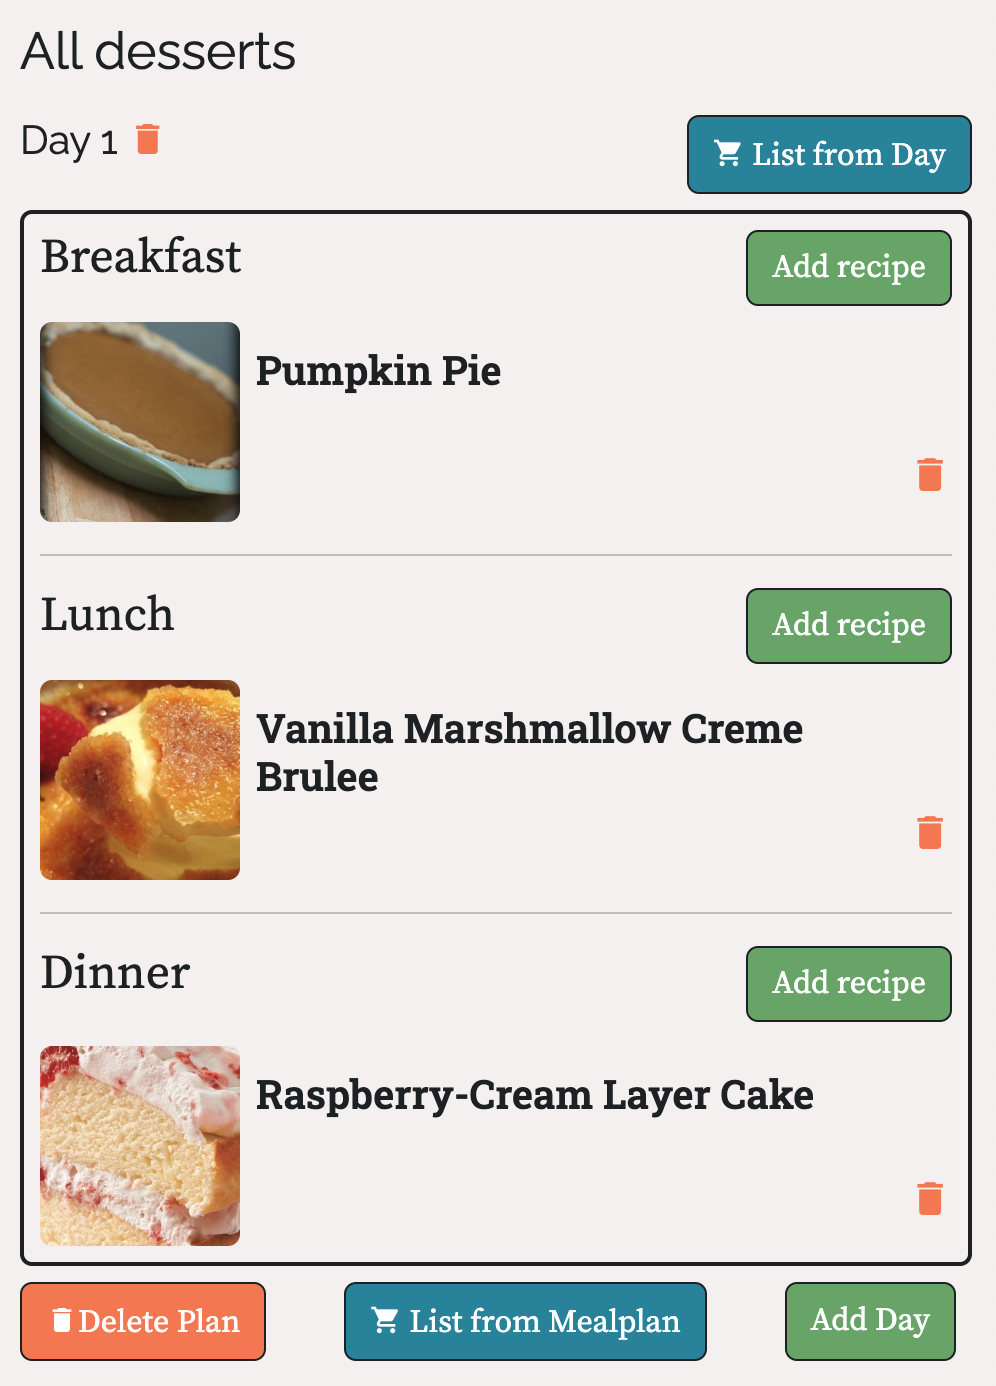 All desserts
Day 1
List from Day
Breakfast
Add recipe
Pumpkin Pie
Lunch
Add recipe
Vanilla Marshmallow Creme
Brulee
Dinner
Add recipe
Raspberry-Cream Layer Cake
Delete Plan
List from Mealplan
Add Day